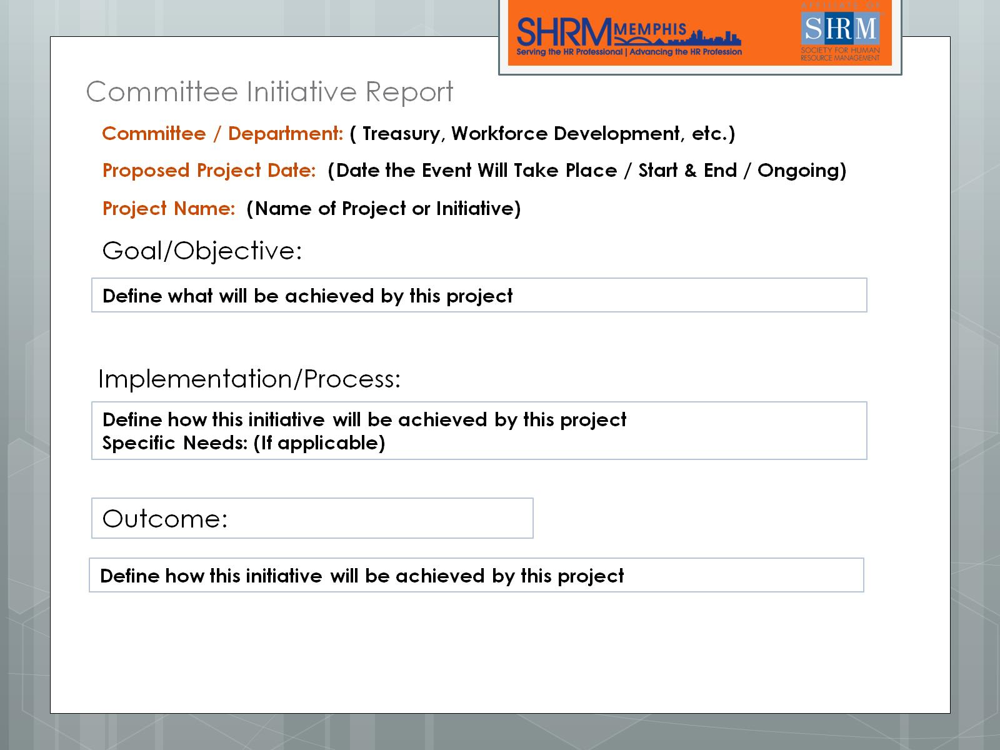 AFFILIATE OF
SHRM MEMPHIS
Serving the HR Professional | Advancing the HR Profession
SHRM
SOCIETY FOR HUMAN
RESOURCE MANAGEMENT
Committee Initiative Report
Committee / Department: ( Treasury, Workforce Development, etc.)
Proposed Project Date: (Date the Event Will Take Place / Start & End / Ongoing)
Project Name: (Name of Project or Initiative)
Goal/Objective:
Define what will be achieved by this project
Implementation/Process:
Define how this initiative will be achieved by this project
Specific Needs: (If applicable)
Outcome:
Define how this initiative will be achieved by this project